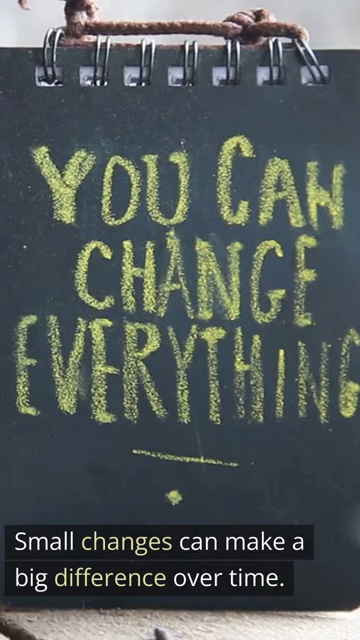 YOU CAN
CHANGE
EVERYTHING
Small changes can make a
big difference over time.